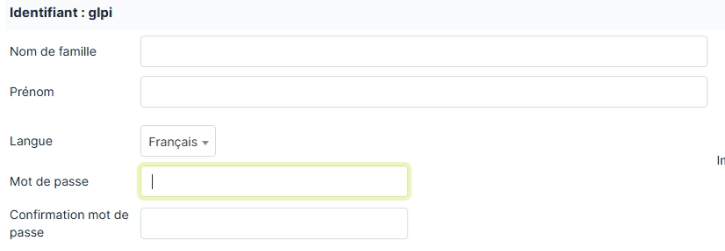 Identifiant : glpi
Nom de famille
Prénom
Langue
Français
Mot de passe
Confirmation mot de
passe